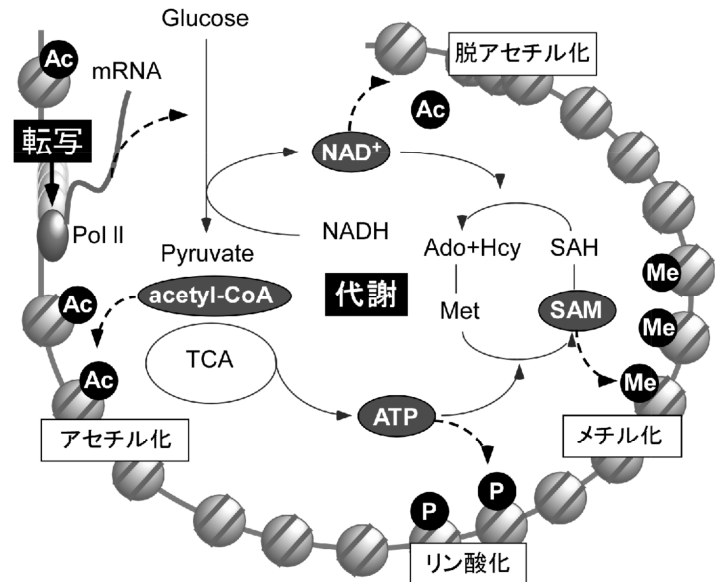 Glucose
Ac
mRNA
脱アセチル化
Ac
転写
NAD⁺
Pol II
NADH
Ado+Hcy
SAH
Pyruvate
Me
acetyl-CoA
代謝
Ac
Met
SAM
Me
TCA
Ac
Me
ATP
アセチル化
メチル化
P
P
リン酸化